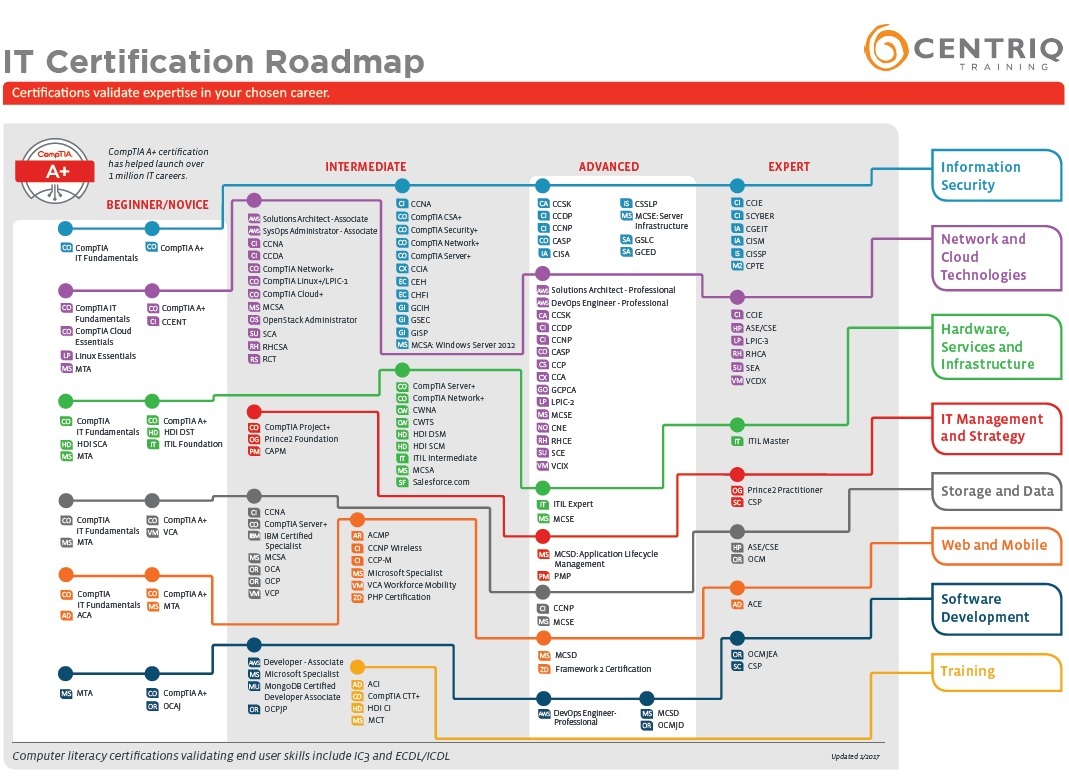 IT Certification Roadmap
CENTRIQ
TRAINING
Certifications validate expertise in your chosen career.
CompTIA
A+
CompTIA A+ certification
has helped launch over
1 million IT careers.
BEGINNER/NOVICE
INTERMEDIATE
ADVANCED
EXPERT
Information
Security
CO CompTIA
IT Fundamentals
CO CompTIA A+
CI CCNA
CO CompTIA CSA+
CO CompTIA Security+
CO CompTIA Network+
CO CompTIA Server+
CX CCIA
EC CEH
EC CHFI
GI GCIH
GI GSEC
GI GISP
MS MCSA: Windows Server 2012
CA CCSK
CI CCDP
CI CCNP
CO CASP
IA CISA
IS CSSLP
MS MCSE: Server
Infrastructure
SA GSLC
SA GCED
CI CCIE
CI SCYBER
IA CGEIT
IA CISM
IS CISSP
M2 CPTE
Network and
Cloud
Technologies
CO CompTIA IT
Fundamentals
CO CompTIA Cloud
Essentials
LP Linux Essentials
MS MTA
CO CompTIA A+
CI CCENT
AWS Solutions Architect - Associate
AWS SysOps Administrator - Associate
CI CCNA
CI CCDA
CO CompTIA Network+
CO CompTIA Linux+/LPIC-1
CO CompTIA Cloud+
MS MCSA
OS OpenStack Administrator
SU SCA
RH RHCSA
RS RCT
AWS Solutions Architect - Professional
AWS DevOps Engineer - Professional
CA CCSK
CI CCDP
CI CCNP
CO CASP
CS CCP
CX CCA
GO GCPCA
LP LPIC-2
MS MCSE
NO CNE
RH RHCE
SU SCE
VM VCIX
CI CCIE
HP ASE/CSE
LP LPIC-3
RH RHCA
SU SEA
VM VCDX
Hardware,
Services and
Infrastructure
CO CompTIA
IT Fundamentals
HD HDI SCA
MS MTA
CO CompTIA A+
HD HDI DST
IT ITIL Foundation
CO CompTIA Server+
CO CompTIA Network+
CW CWNA
CW CWTS
HD HDI DSM
HD HDI SCM
IT ITIL Intermediate
MS MCSA
SF Salesforce.com
IT ITIL Expert
MS MCSE
IT ITIL Master
IT Management
and Strategy
CO CompTIA Project+
OG Prince2 Foundation
PM CAPM
MS MCSD: Application Lifecycle
Management
PM PMP
OG Prince2 Practitioner
SC CSP
Storage and Data
CO CompTIA
IT Fundamentals
MS MTA
CO CompTIA A+
VM VCA
CI CCNA
CO CompTIA Server+
IBM IBM Certified
Specialist
MS MCSA
OR OCA
OR OCP
VM VCP
CI CCNP
MS MCSE
HP ASE/CSE
OR OCM
Web and Mobile
CO CompTIA
IT Fundamentals
AD ACA
CO CompTIA A+
MS MTA
AR ACMP
CI CCNP Wireless
CI CCP-M
MS Microsoft Specialist
VM VCA Workforce Mobility
ZD PHP Certification
MS MCSD
ZD Framework 2 Certification
AD ACE
Software
Development
MS MTA
CO CompTIA A+
OR OCAJ
AWS Developer - Associate
MS Microsoft Specialist
MU MongoDB Certified
Developer Associate
OR OCPJP
AWS DevOps Engineer-
Professional
MS MCSD
OR OCMJD
OR OCMJEA
SC CSP
Training
AD ACI
CO CompTIA CTT+
HD HDI CI
MS MCT
Computer literacy certifications validating end user skills include IC3 and ECDL/ICDL
Updated 2/2017